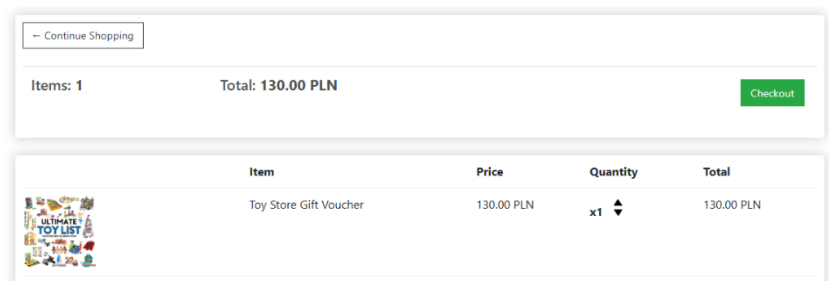 ← Continue Shopping
Items: 1 Total: 130.00 PLN Checkout
Item Price Quantity Total
Toy Store Gift Voucher 130.00 PLN x1 130.00 PLN
ULTIMATE
TOY LIST